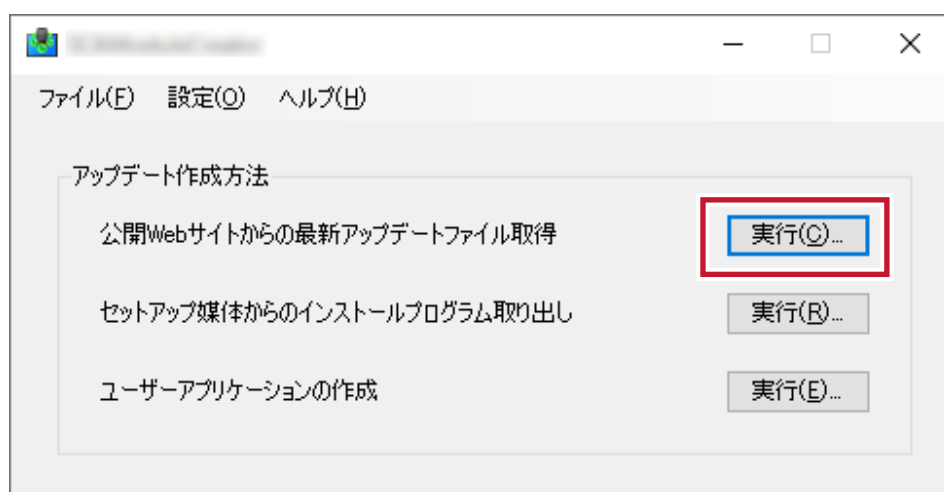 ファイル(F) 設定(O) ヘルプ(H)
アップデート作成方法
公開Webサイトからの最新アップデートファイル取得 実行(C)...
セットアップ媒体からのインストールプログラム取り出し 実行(R)...
ユーザーアプリケーションの作成 実行(E)...